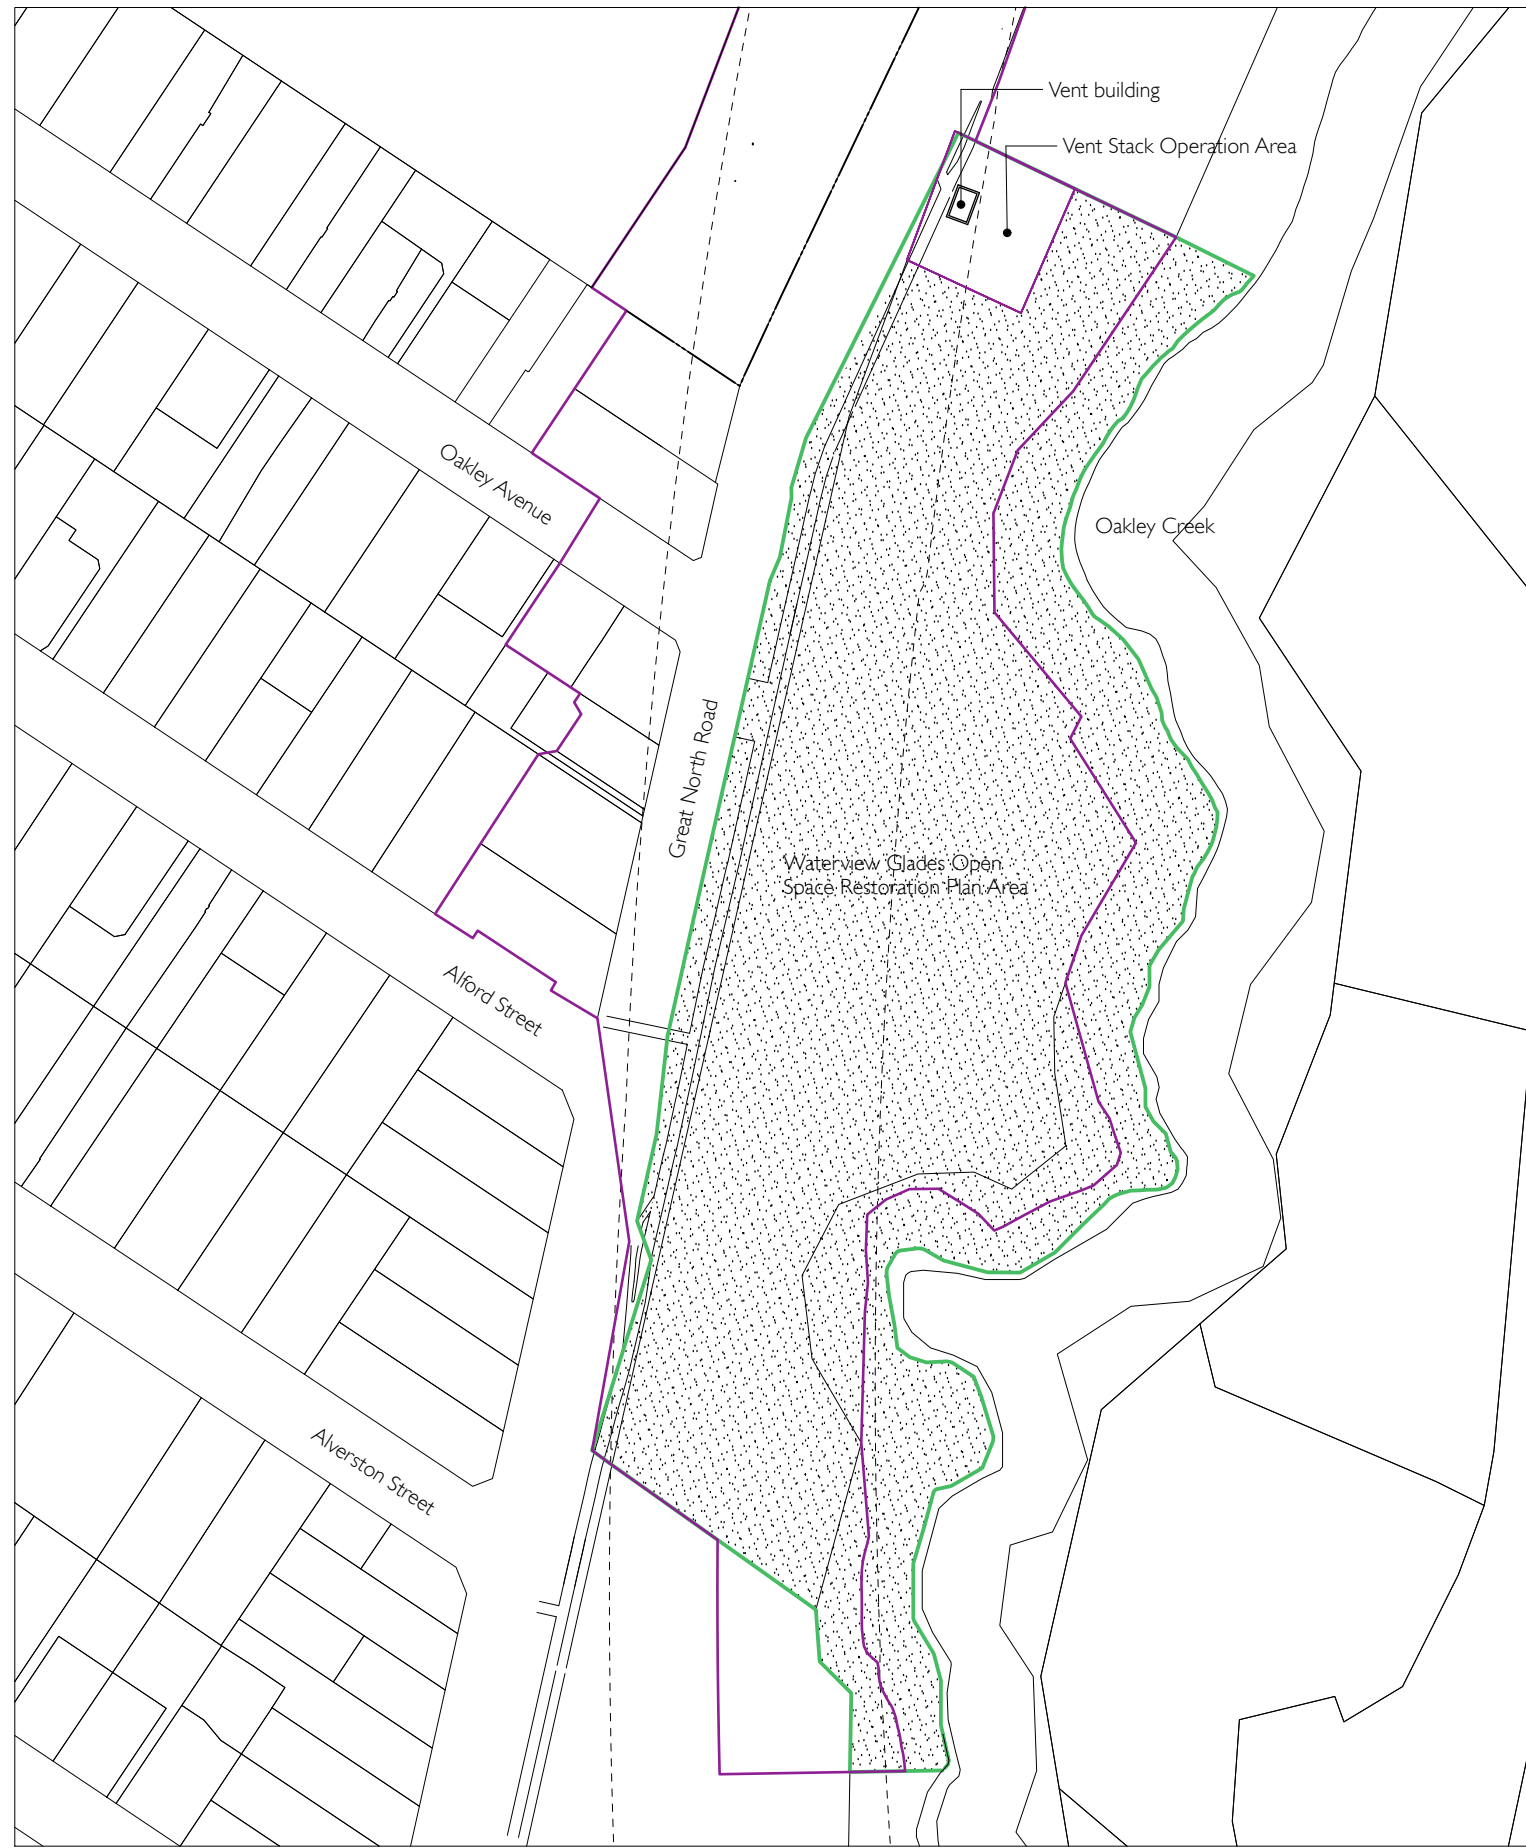 Vent building
Vent Stack Operation Area
Oakley Avenue
Oakley Creek
Great North Road
Waterview Glades Open
Space Restoration Plan Area
Alford Street
Alverston Street